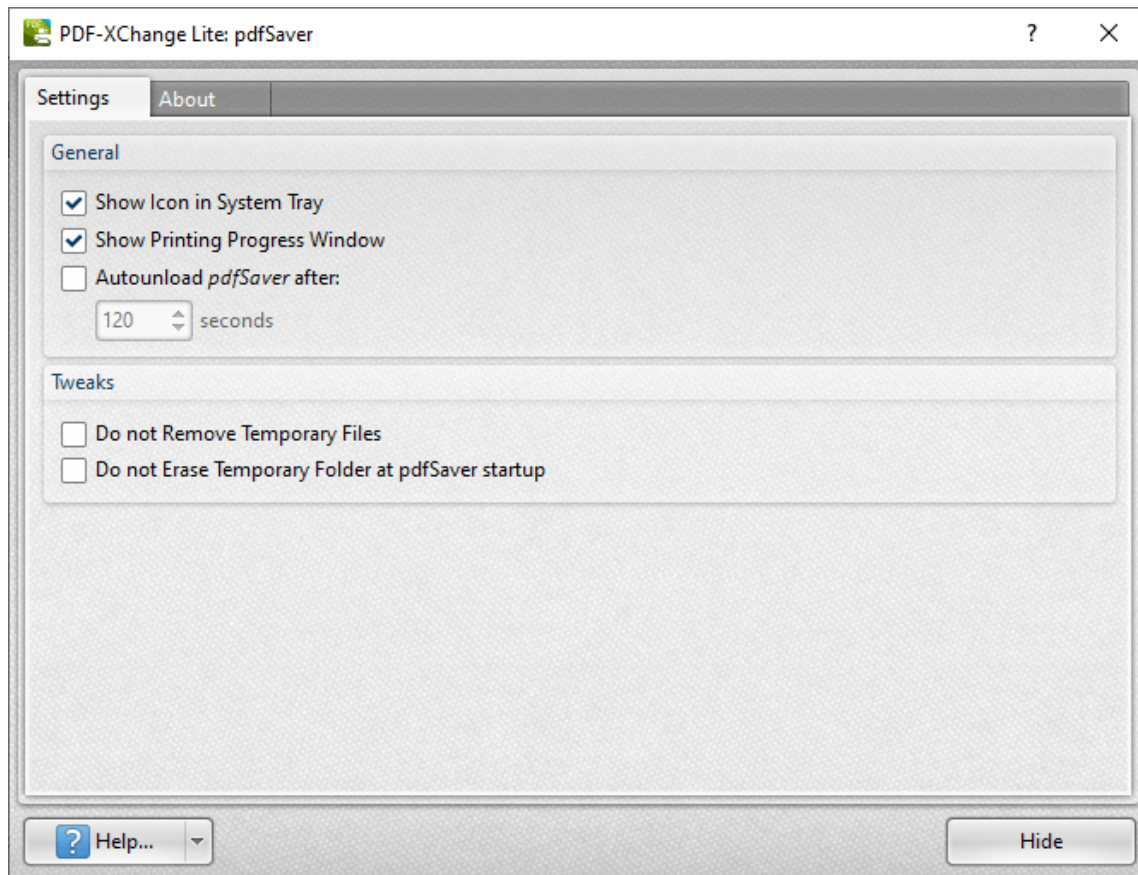 PDF-XChange Lite: pdfSaver
Settings
About
General
Show Icon in System Tray
Show Printing Progress Window
Autounload pdfSaver after:
120 seconds
Tweaks
Do not Remove Temporary Files
Do not Erase Temporary Folder at pdfSaver startup
Help...
Hide